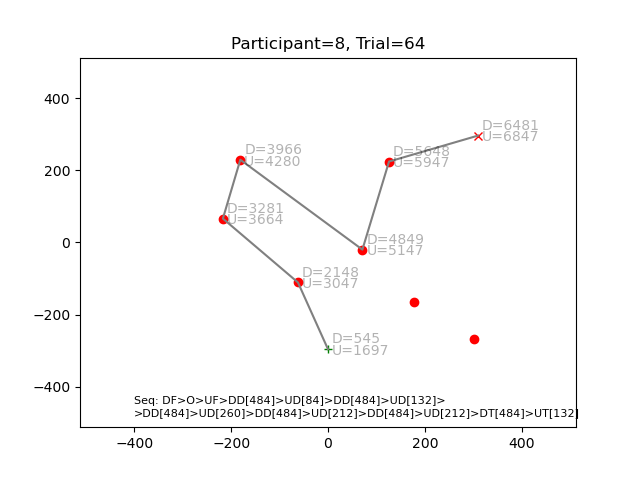 Participant=8, Trial=64
400
200
0
−200
−400
D=6481
U=6847
D=5648
U=5947
D=3966
U=4280
D=3281
U=3664
D=4849
U=5147
D=2148
U=3047
D=545
U=1697
Seq: DF>O>UF>DD[484]>UD[84]>DD[484]>UD[132]>
>DD[484]>UD[260]>DD[484]>UD[212]>DD[484]>UD[212]>DT[484]>UT[132]
−400 −200 0 200 400